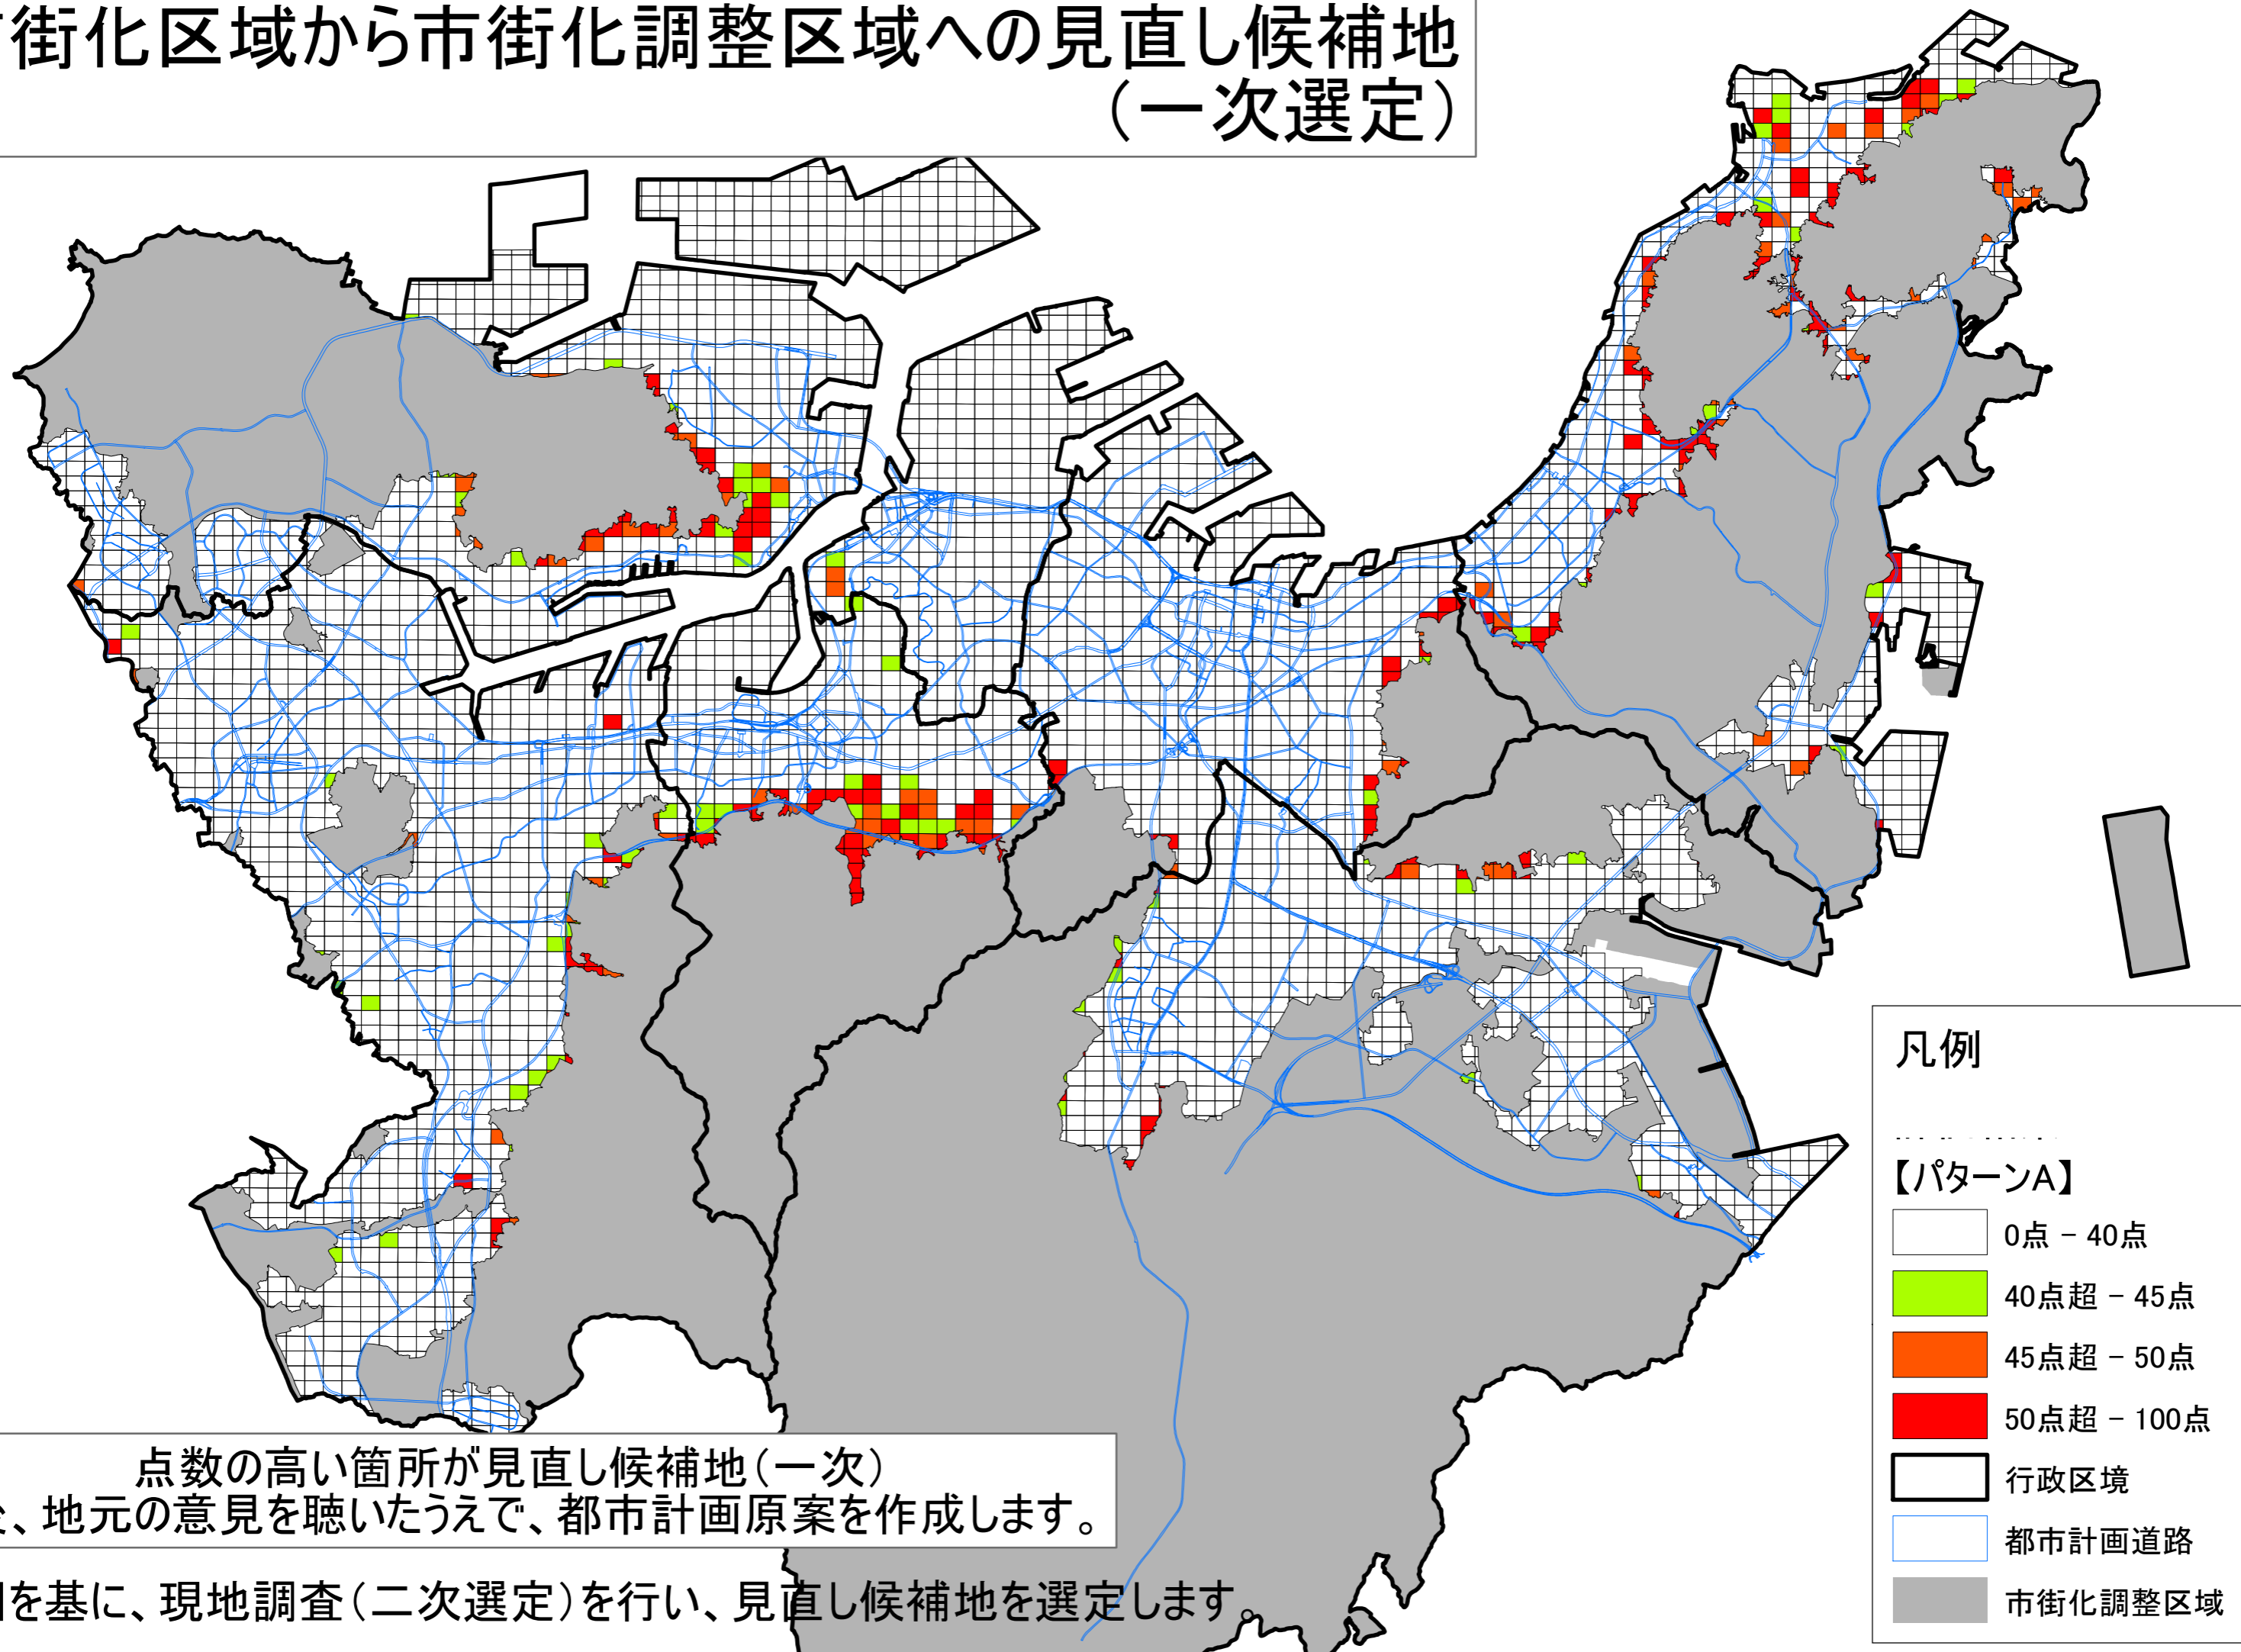 街化区域から市街化調整区域への見直し候補地
(一次選定)
点数の高い箇所が見直し候補地(一次)
、地元の意見を聴いたうえで、都市計画原案を作成します。
を基に、現地調査(二次選定)を行い、見直し候補地を選定します。
凡例
【パターンA】
0点 - 40点
40点超 - 45点
45点超 - 50点
50点超 - 100点
行政区境
都市計画道路
市街化調整区域